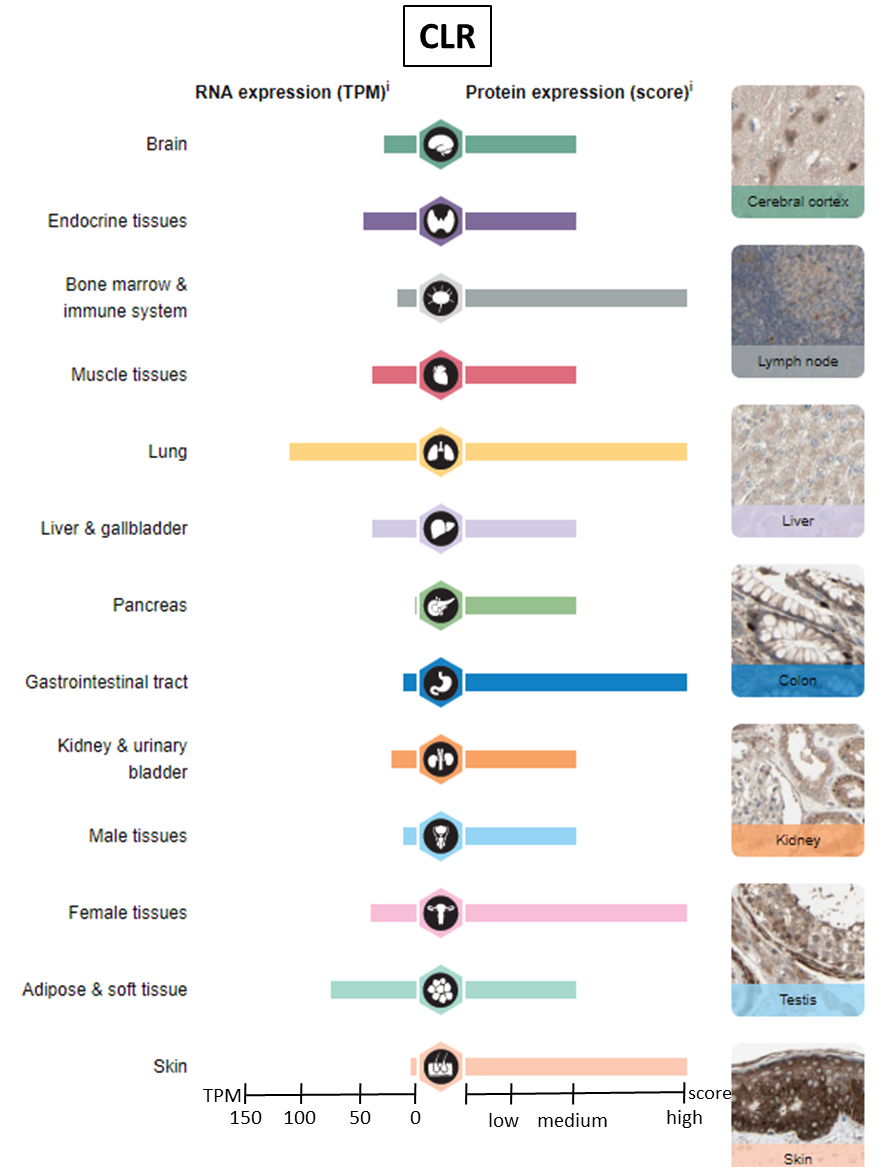 CLR
RNA expression (TPM)i
Protein expression (score)i
Brain
Cerebral cortex
Endocrine tissues
Bone marrow &
immune system
Lymph node
Muscle tissues
Lung
Liver & gallbladder
Liver
Pancreas
Gastrointestinal tract
Colon
Kidney & urinary
bladder
Kidney
Male tissues
Female tissues
Adipose & soft tissue
Testis
Skin
TPM
score
150 100 50 0
low medium high
Skin